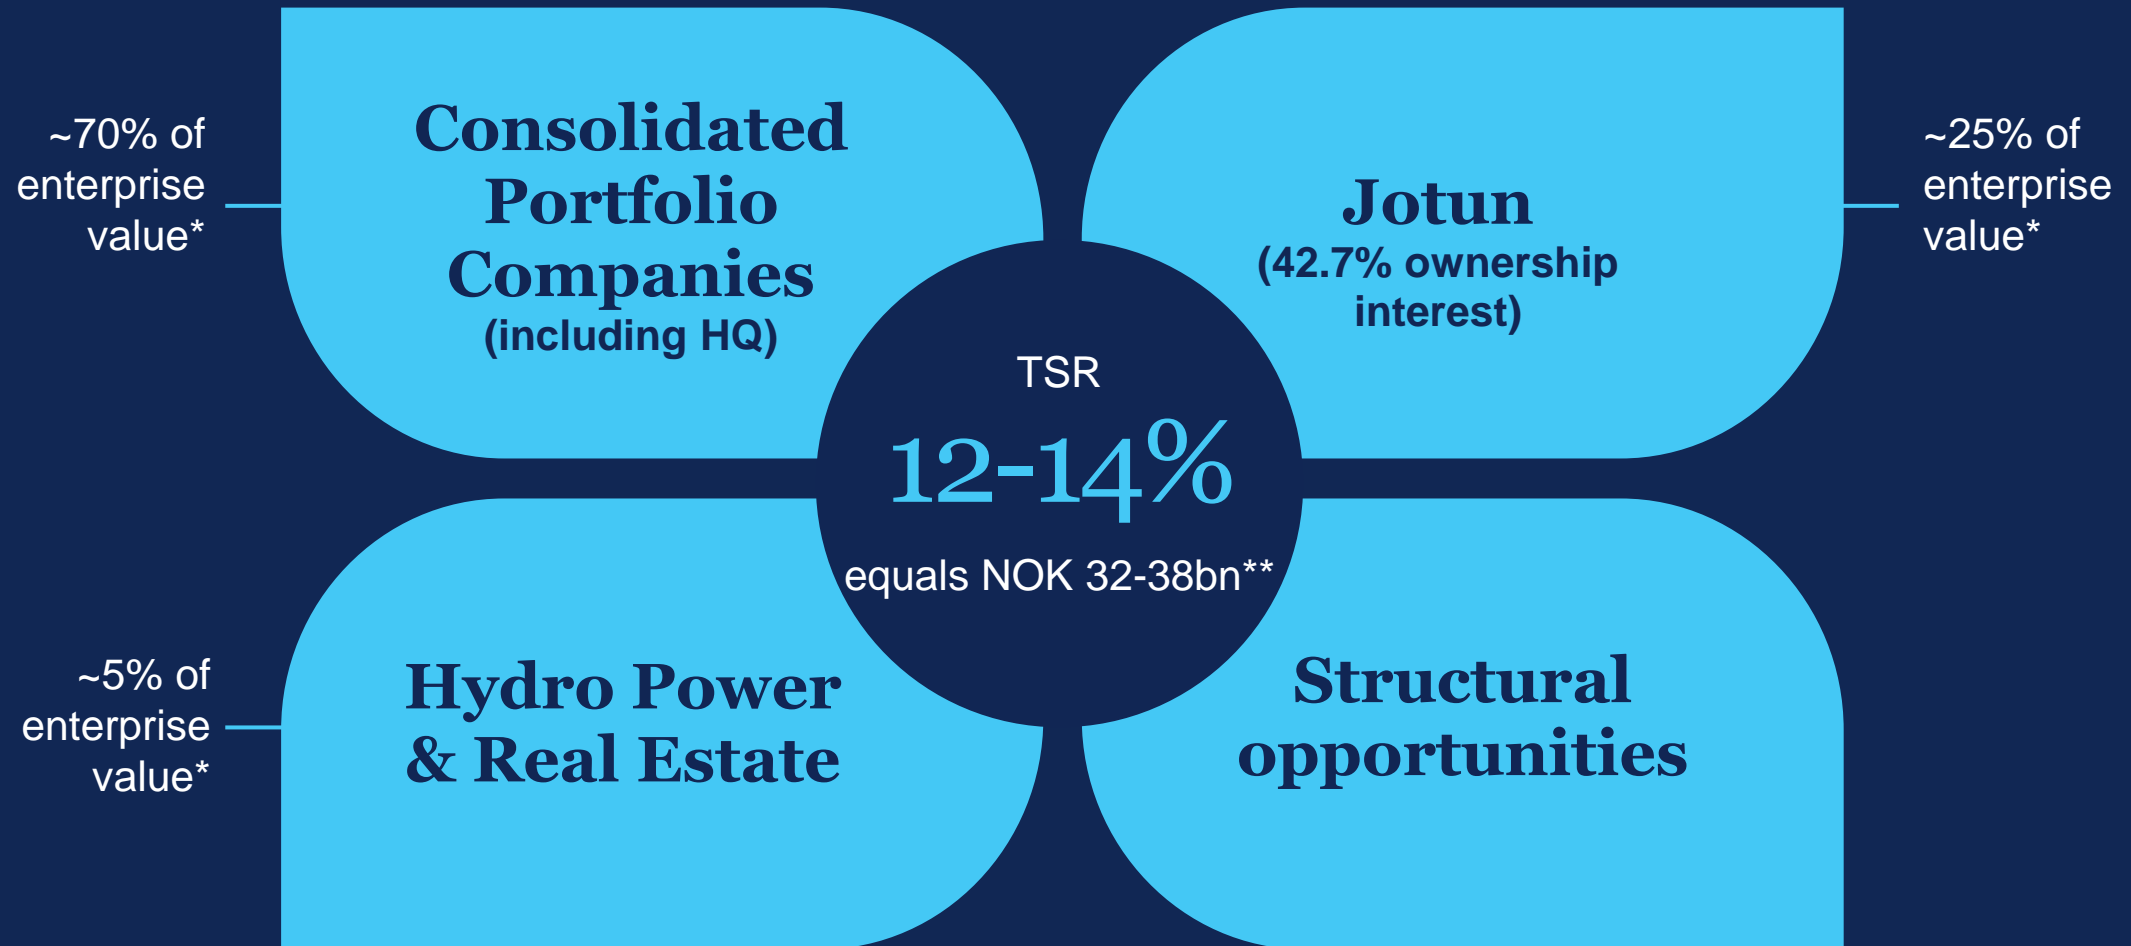 ~70% of
enterprise
value*
Consolidated
Portfolio
Companies
(including HQ)
Jotun
(42.7% ownership
interest)
~25% of
enterprise
value*
TSR
12-14%
equals NOK 32-38bn**
~5% of
enterprise
value*
Hydro Power
& Real Estate
Structural
opportunities